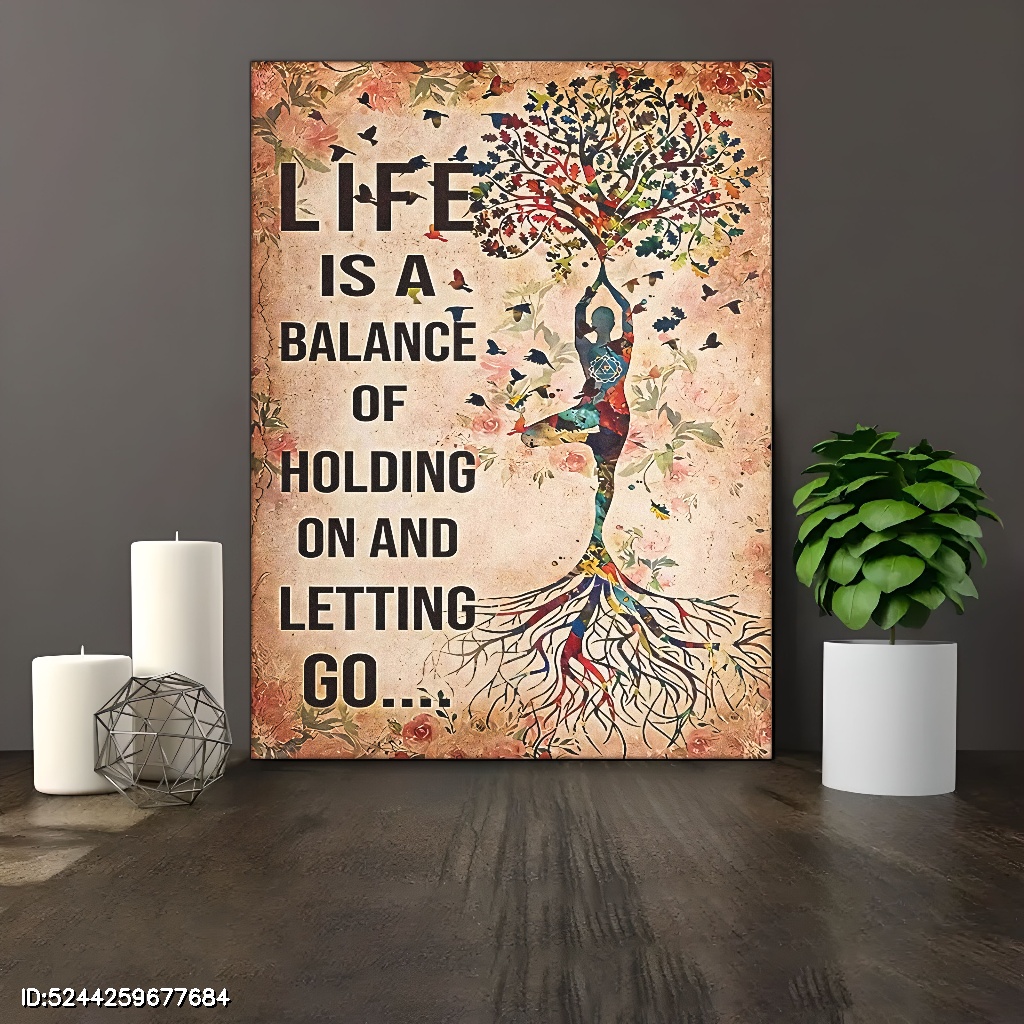 LIFE
IS A
BALANCE
OF
HOLDING
ON AND
LETTING
GO....
ID:5244259677684